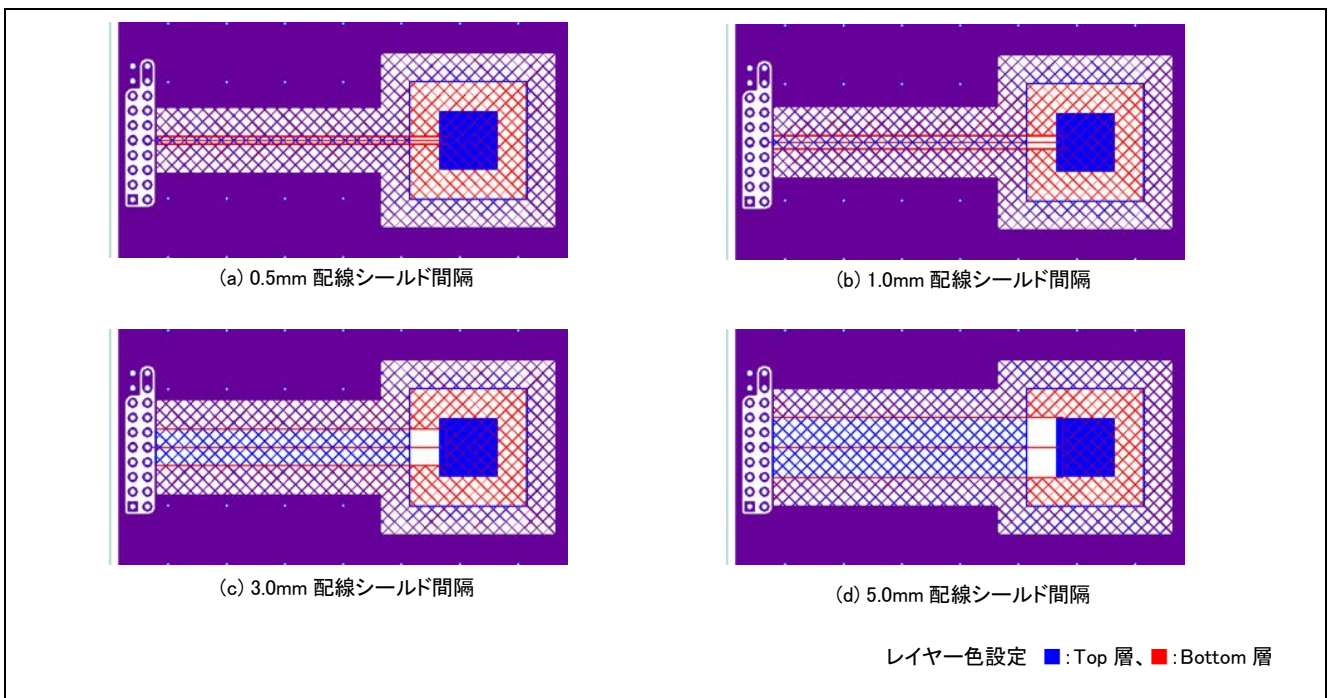 (a) 0.5mm 配線シールド間隔
(b) 1.0mm 配線シールド間隔
(c) 3.0mm 配線シールド間隔
(d) 5.0mm 配線シールド間隔
レイヤー色設定 ■:Top 層、■:Bottom 層